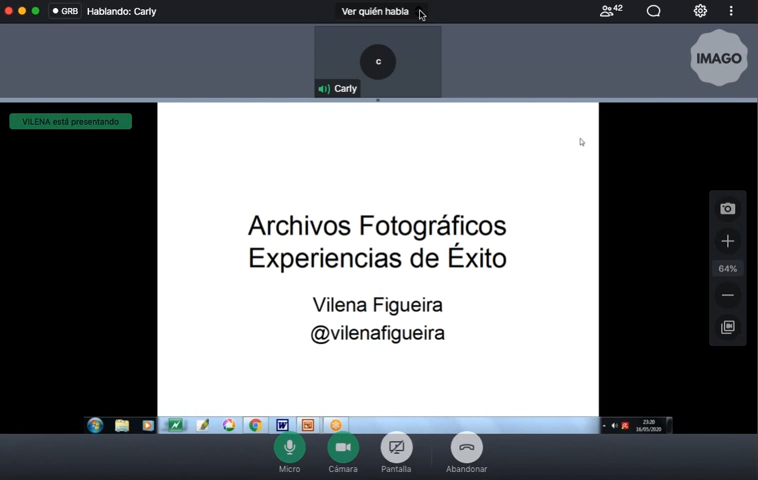 GRB
Hablando: Carly
Ver quién habla
42
c
Carly
IMAGO
VILENA está presentando
Archivos Fotográficos
Experiencias de Éxito
Vilena Figueira
@vilenafigueira
64%
W
23:20
16/05/2020
Micro
Cámara
Pantalla
Abandonar